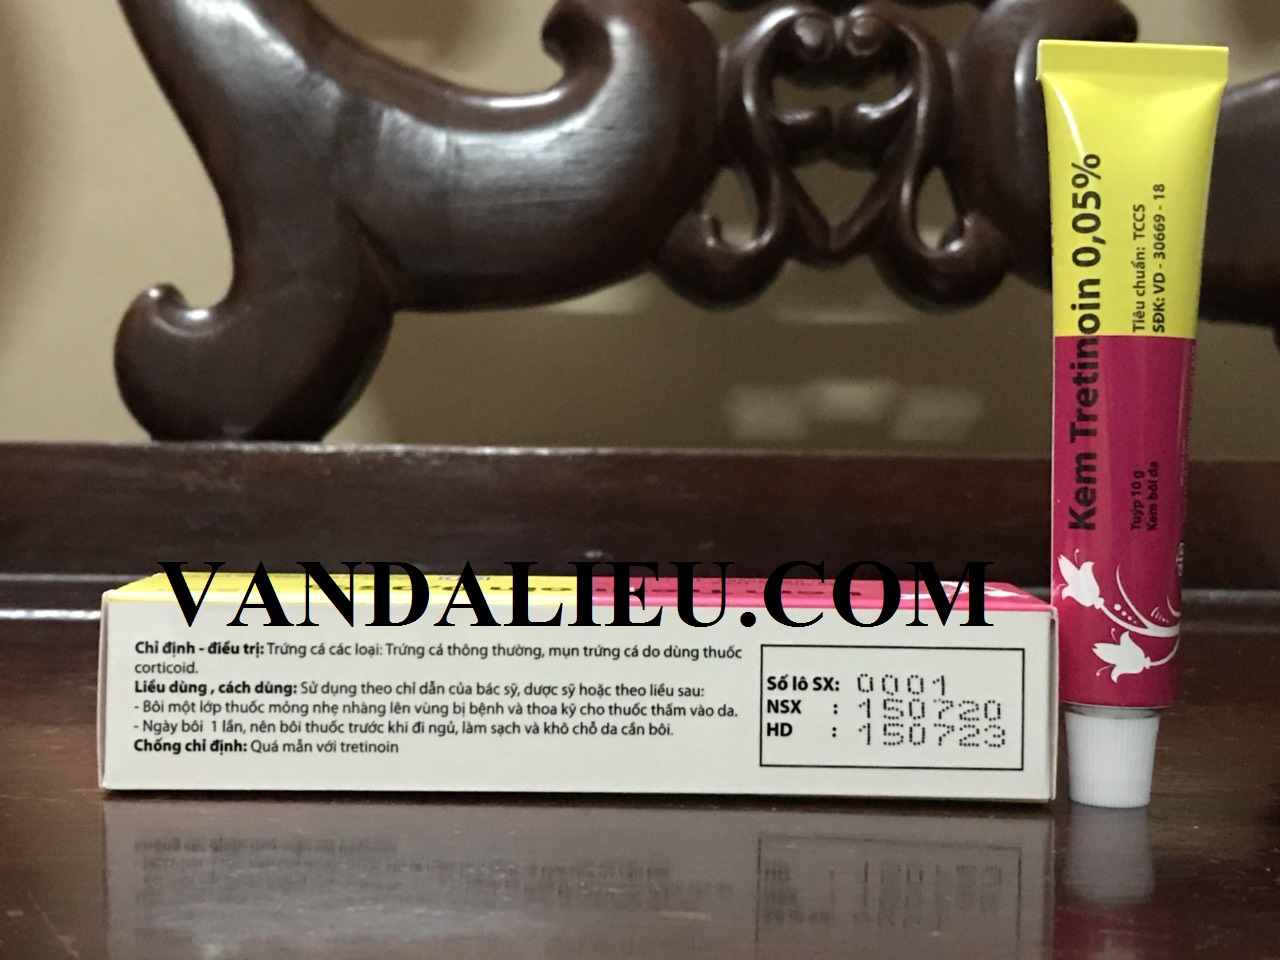 Kem Tretinoin 0,05%
Tiêu chuẩn: TCCS
SĐK: VD - 30669 - 18
Tuýp 10 g
Kem bôi da
VANDALIEU.COM
Chỉ định - điều trị: Trứng cá các loại: Trứng cá thông thường, mụn trứng cá do dùng thuốc
corticoid.
Liều dùng , cách dùng: Sử dụng theo chỉ dẫn của bác sỹ, dược sỹ hoặc theo liều sau:
- Bôi một lớp thuốc mỏng nhẹ nhàng lên vùng bị bệnh và thoa kỹ cho thuốc thấm vào da.
- Ngày bôi 1 lần, nên bôi thuốc trước khi đi ngủ, làm sạch và khô chỗ da cần bôi.
Chống chỉ định: Quá mẫn với tretinoin
Số lô SX: 0001
NSX : 150720
HD : 150723